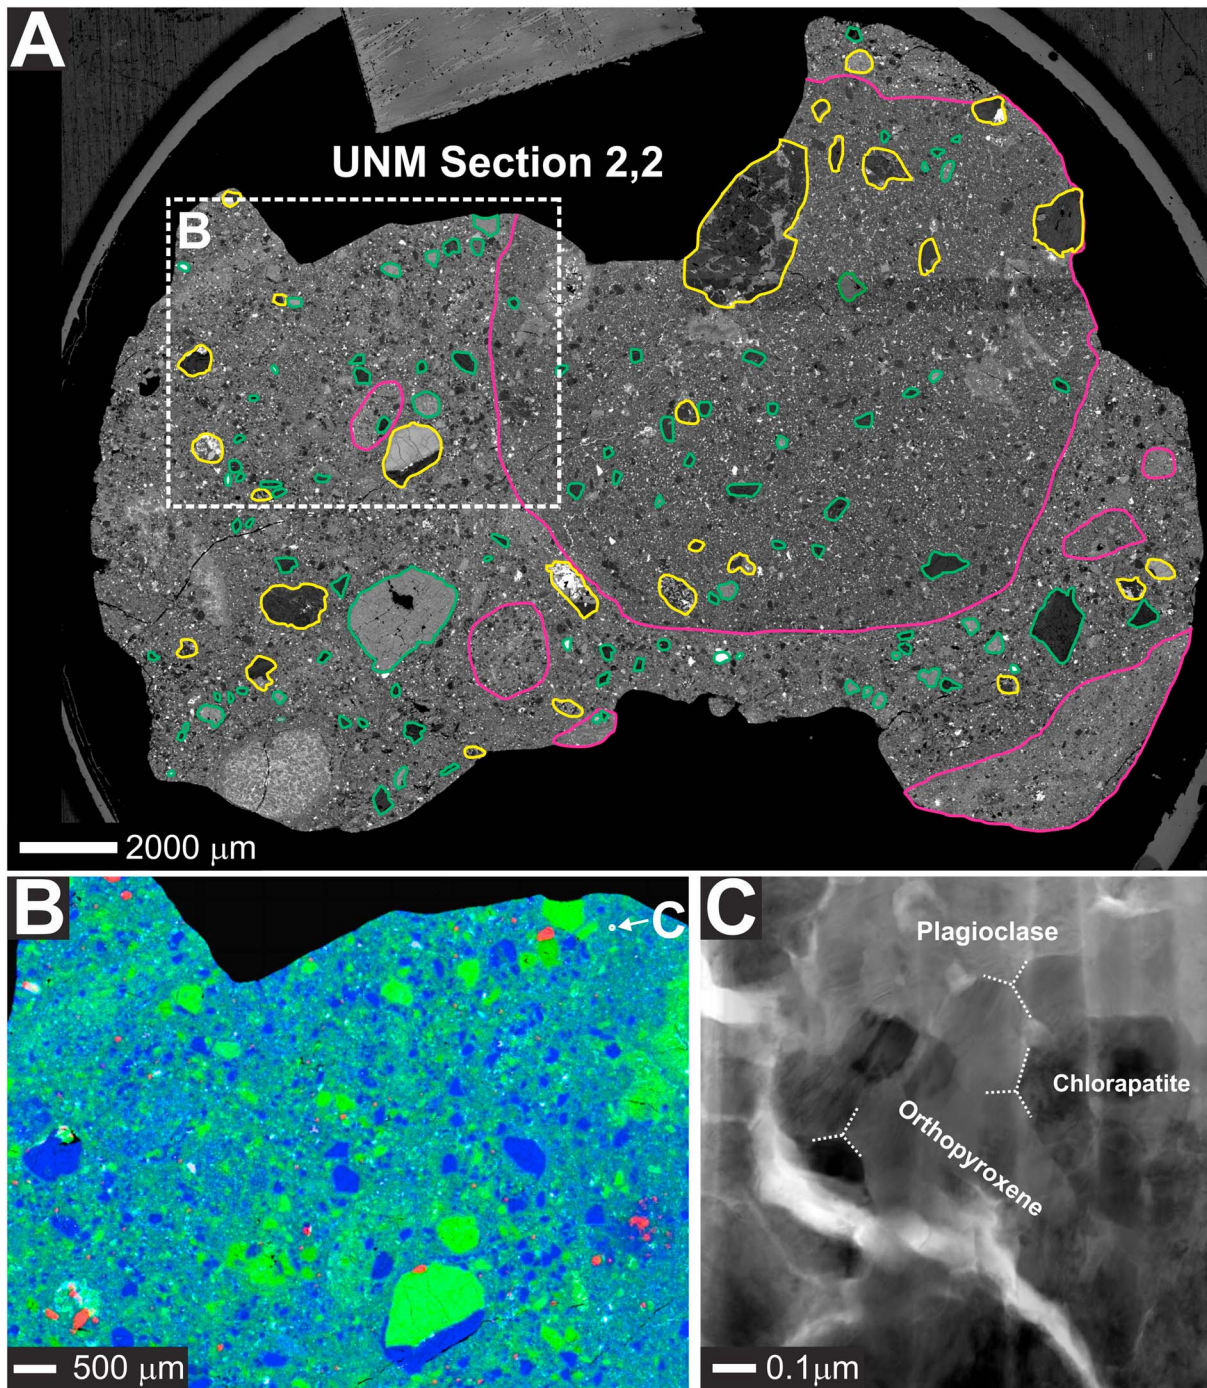 A
UNM Section 2,2
B
2000 μm
B
C
500 μm
C
Plagioclase
Chlorapatite
Orthopyroxene
0.1μm